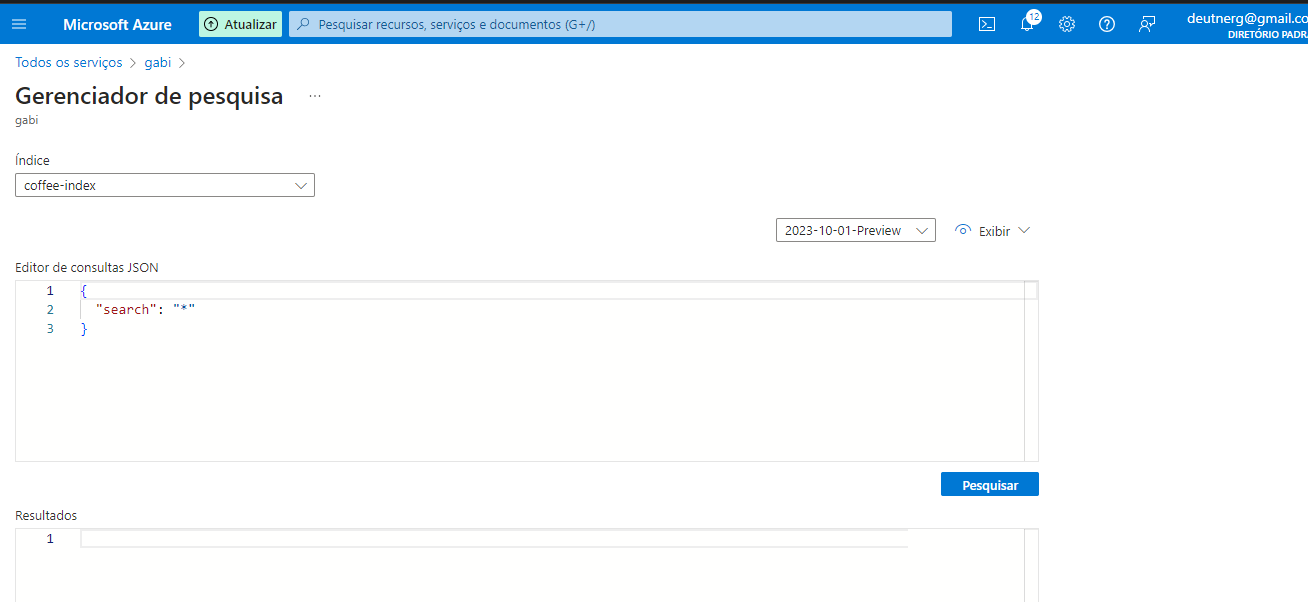 Microsoft Azure
Atualizar
Pesquisar recursos, serviços e documentos (G+/)
12
deutnerg@gmail.co
DIRETÓRIO PADR
Todos os serviços > gabi >
Gerenciador de pesquisa ...
gabi
Índice
coffee-index
2023-10-01-Preview
Exibir
Editor de consultas JSON
1 {
2 "search": "*"
3 }
Pesquisar
Resultados
1